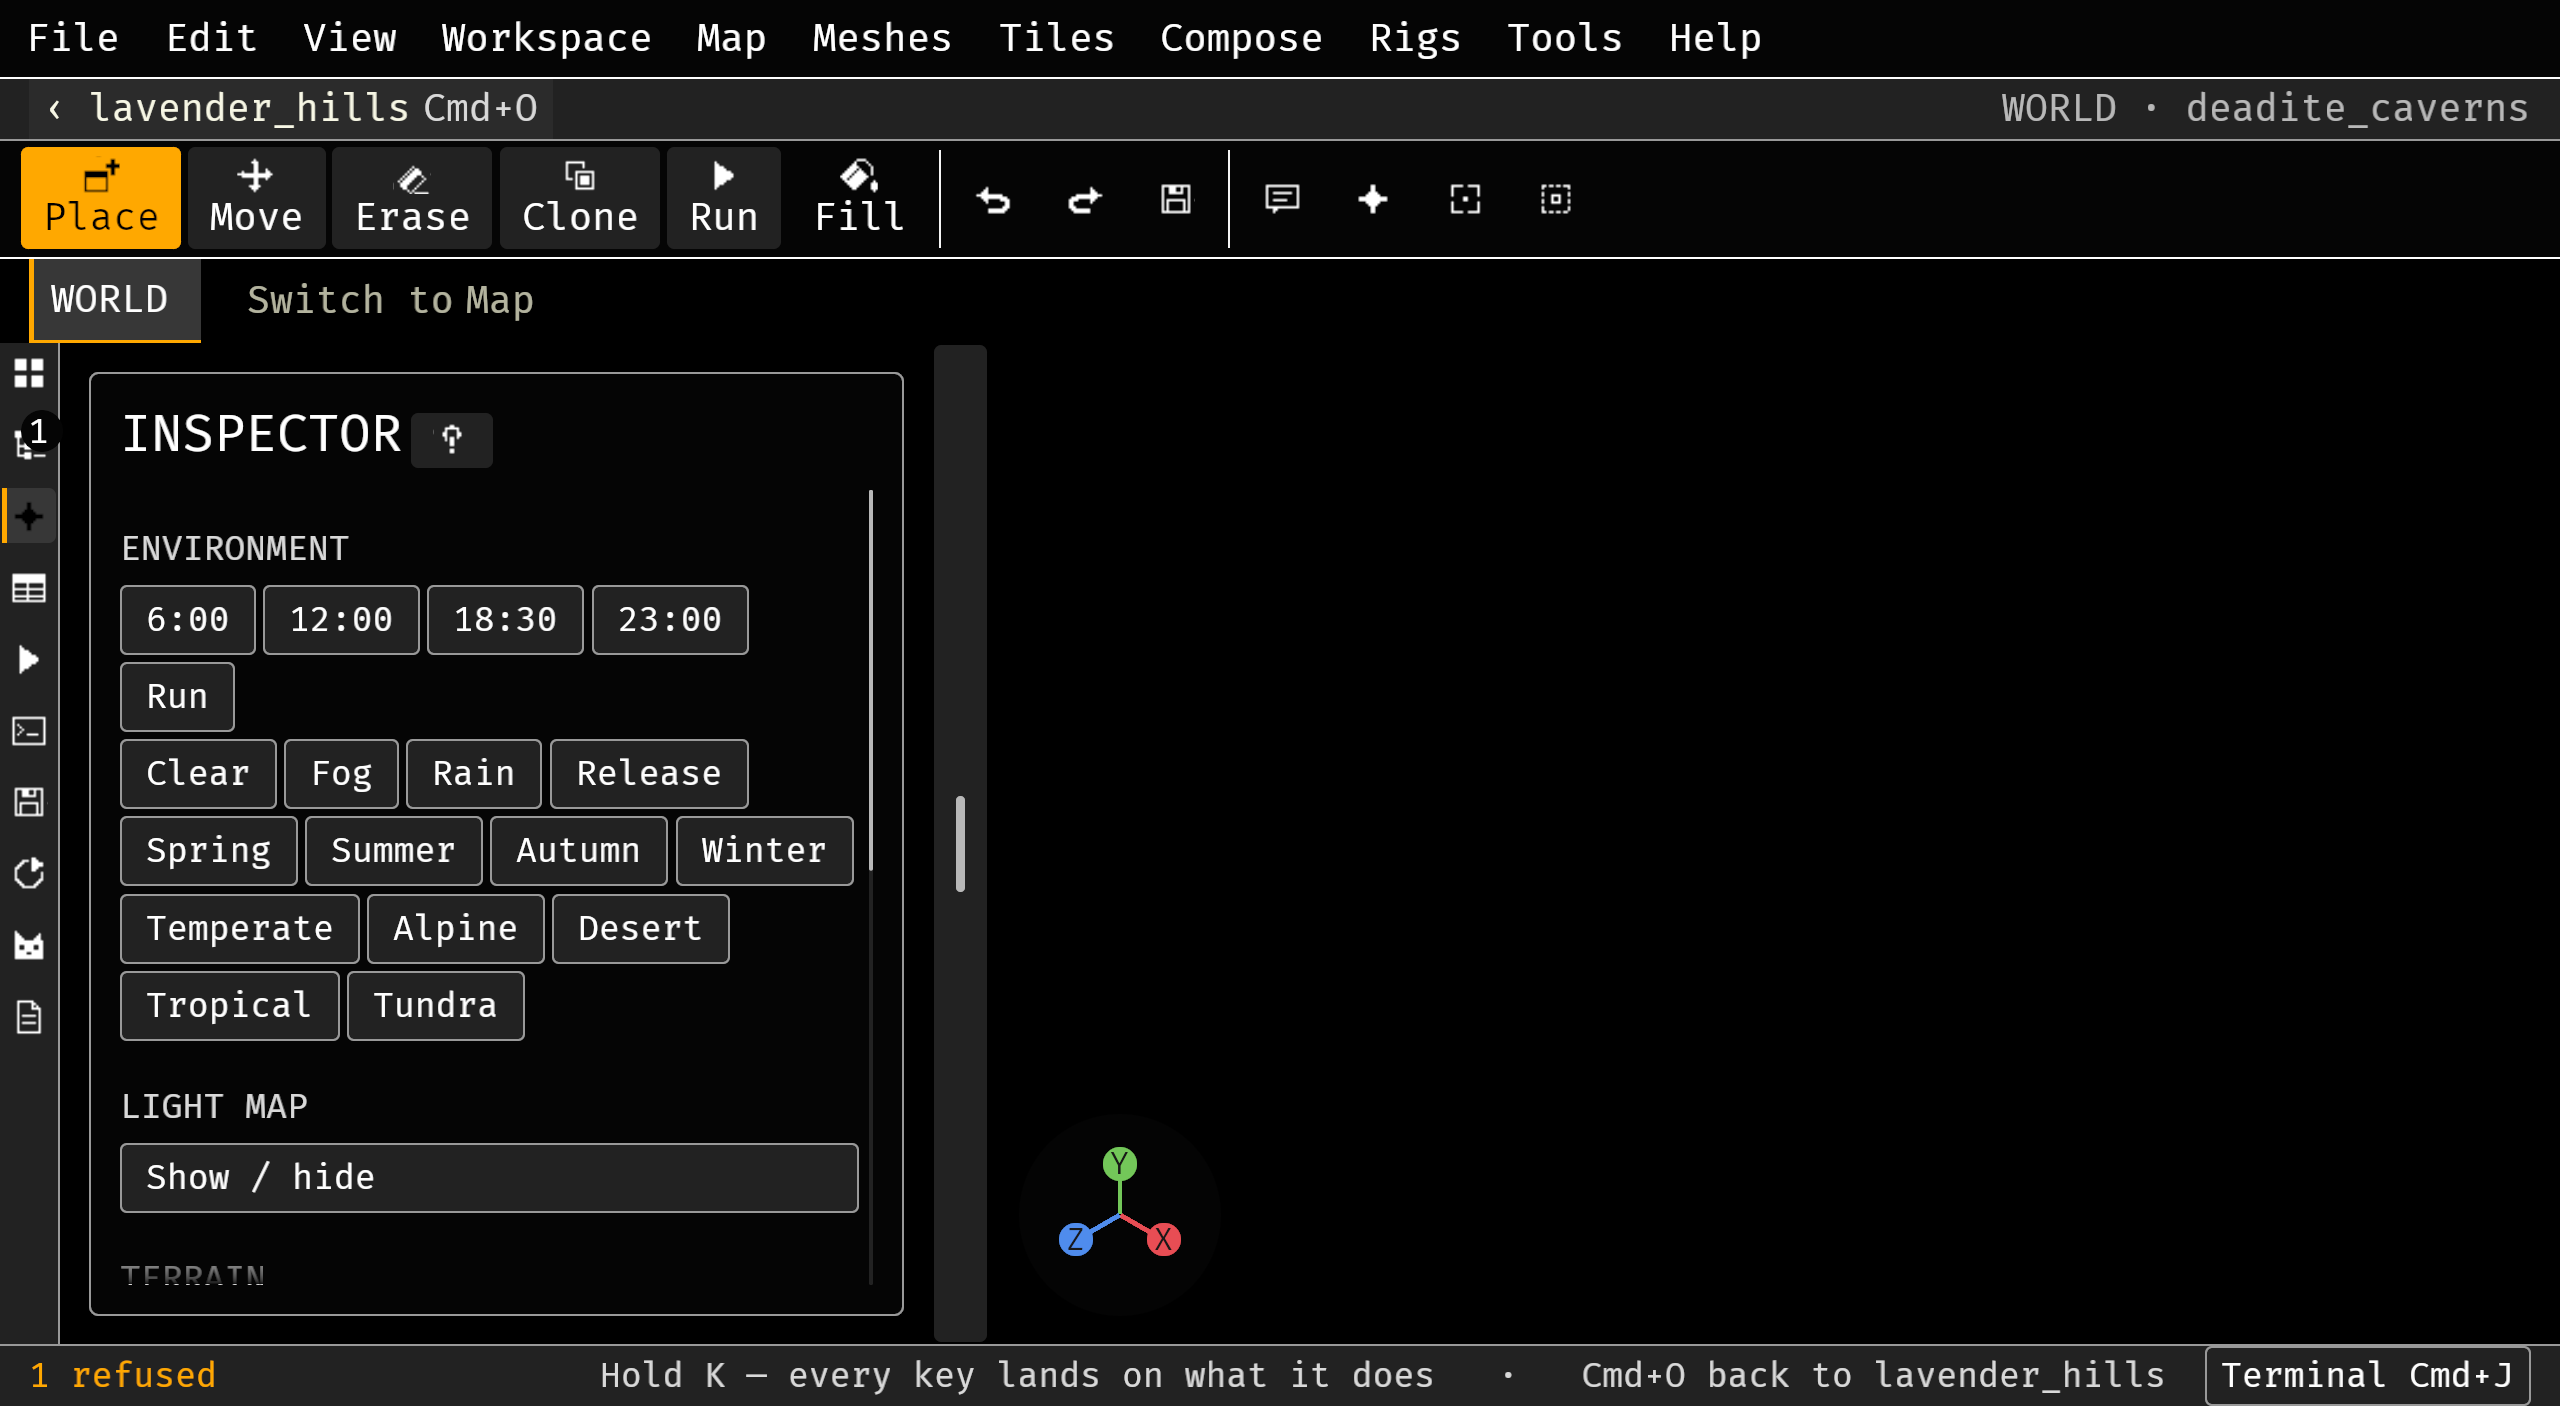 File Edit View Workspace Map Meshes Tiles Compose Rigs Tools Help
‹ lavender_hills Cmd+O WORLD · deadite_caverns
Place Move Erase Clone Run Fill
WORLD Switch to Map
1
INSPECTOR ?
ENVIRONMENT
6:00 12:00 18:30 23:00
Run
Clear Fog Rain Release
Spring Summer Autumn Winter
Temperate Alpine Desert
Tropical Tundra
LIGHT MAP
Show / hide
TERRAIN
Y
Z X
1 refused Hold K — every key lands on what it does · Cmd+O back to lavender_hills Terminal Cmd+J